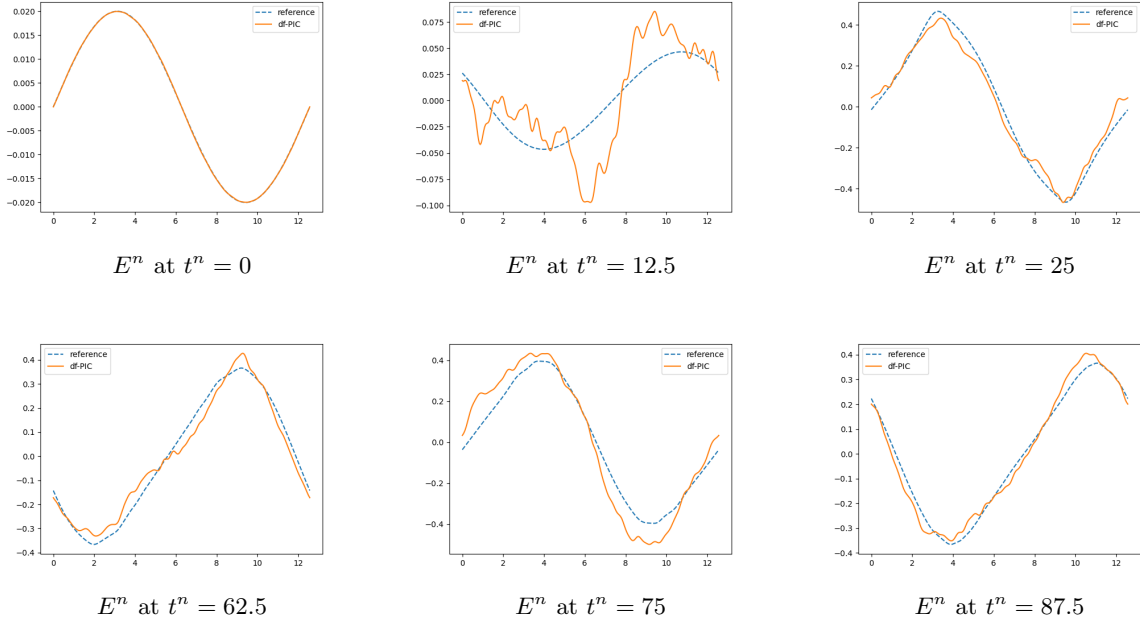 0.020
0.015
0.010
0.005
0.000
−0.005
−0.010
−0.015
−0.020
0 2 4 6 8 10 12
reference
df-PIC
E^n at t^n = 0
0.075
0.050
0.025
0.000
−0.025
−0.050
−0.075
−0.100
0 2 4 6 8 10 12
reference
df-PIC
E^n at t^n = 12.5
0.4
0.2
0.0
−0.2
−0.4
0 2 4 6 8 10 12
reference
df-PIC
E^n at t^n = 25
0.4
0.3
0.2
0.1
0.0
−0.1
−0.2
−0.3
−0.4
0 2 4 6 8 10 12
reference
df-PIC
E^n at t^n = 62.5
0.4
0.2
0.0
−0.2
−0.4
0 2 4 6 8 10 12
reference
df-PIC
E^n at t^n = 75
0.4
0.3
0.2
0.1
0.0
−0.1
−0.2
−0.3
−0.4
0 2 4 6 8 10 12
reference
df-PIC
E^n at t^n = 87.5